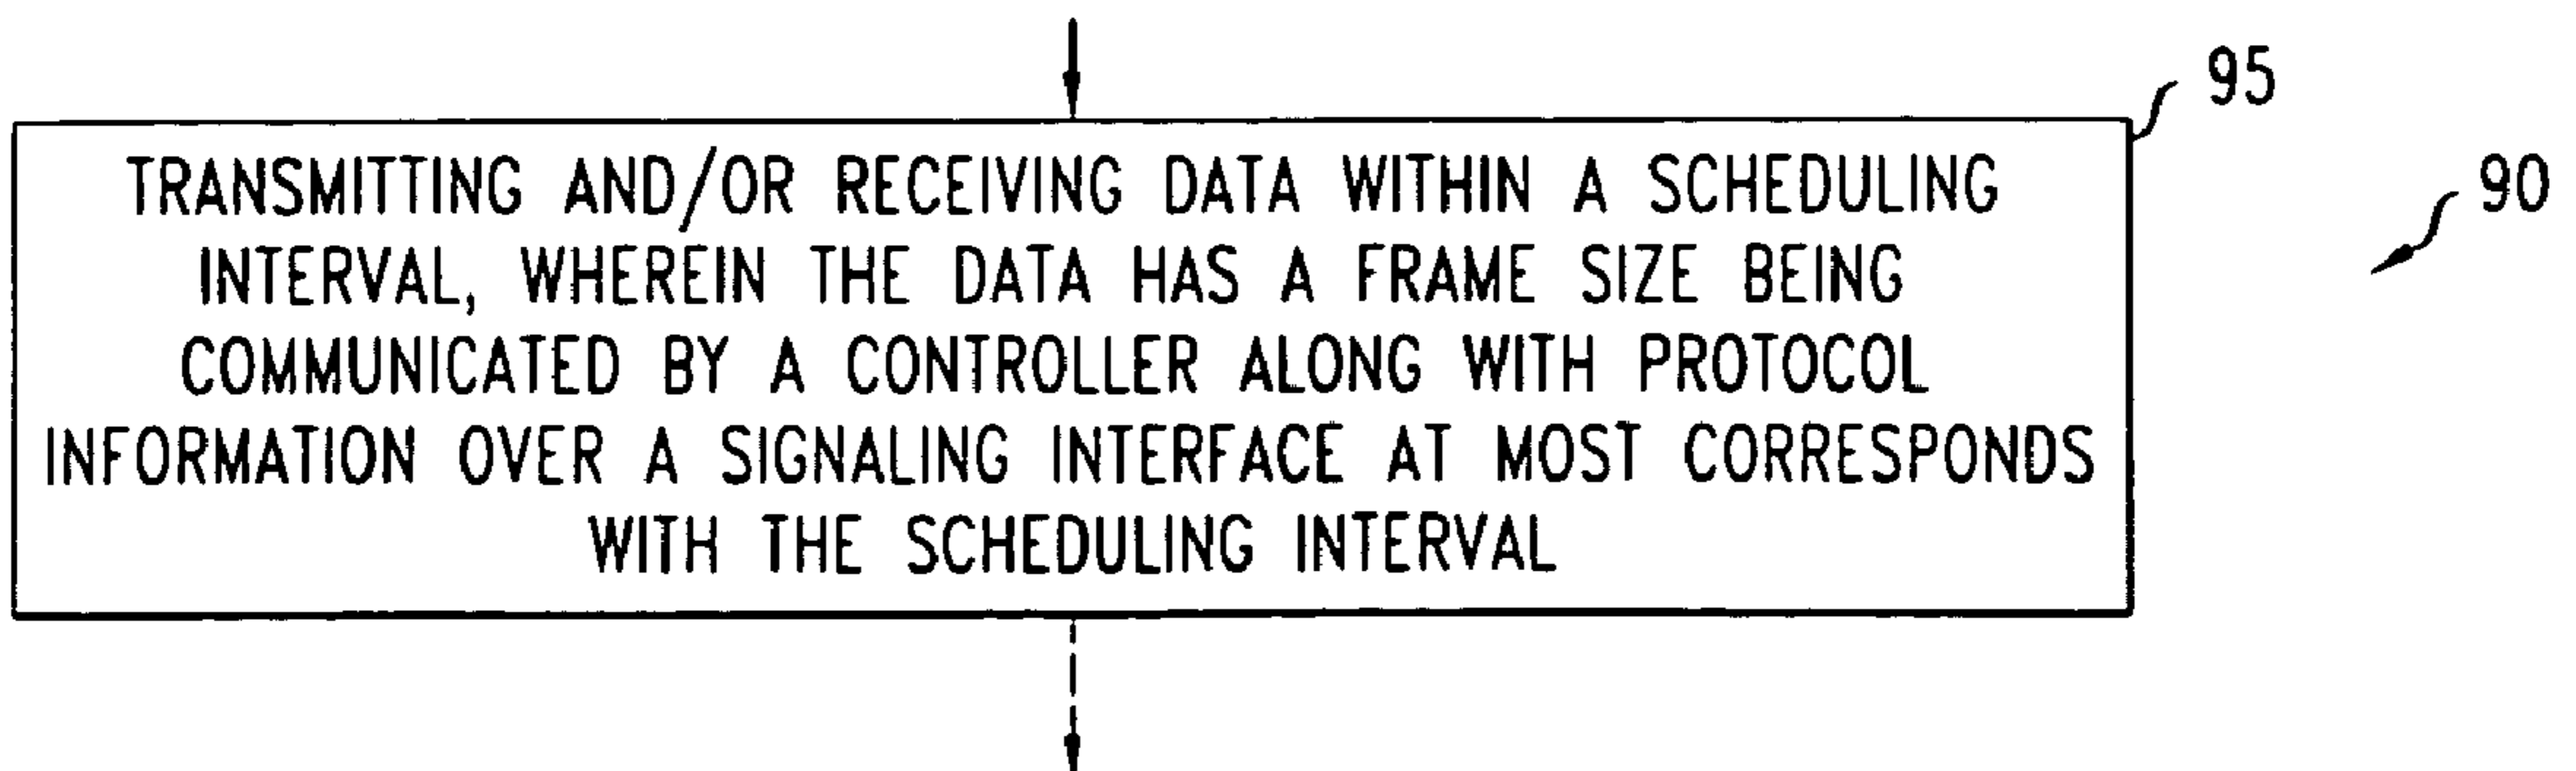 95
90
TRANSMITTING AND/OR RECEIVING DATA WITHIN A SCHEDULING
INTERVAL, WHEREIN THE DATA HAS A FRAME SIZE BEING
COMMUNICATED BY A CONTROLLER ALONG WITH PROTOCOL
INFORMATION OVER A SIGNALING INTERFACE AT MOST CORRESPONDS
WITH THE SCHEDULING INTERVAL